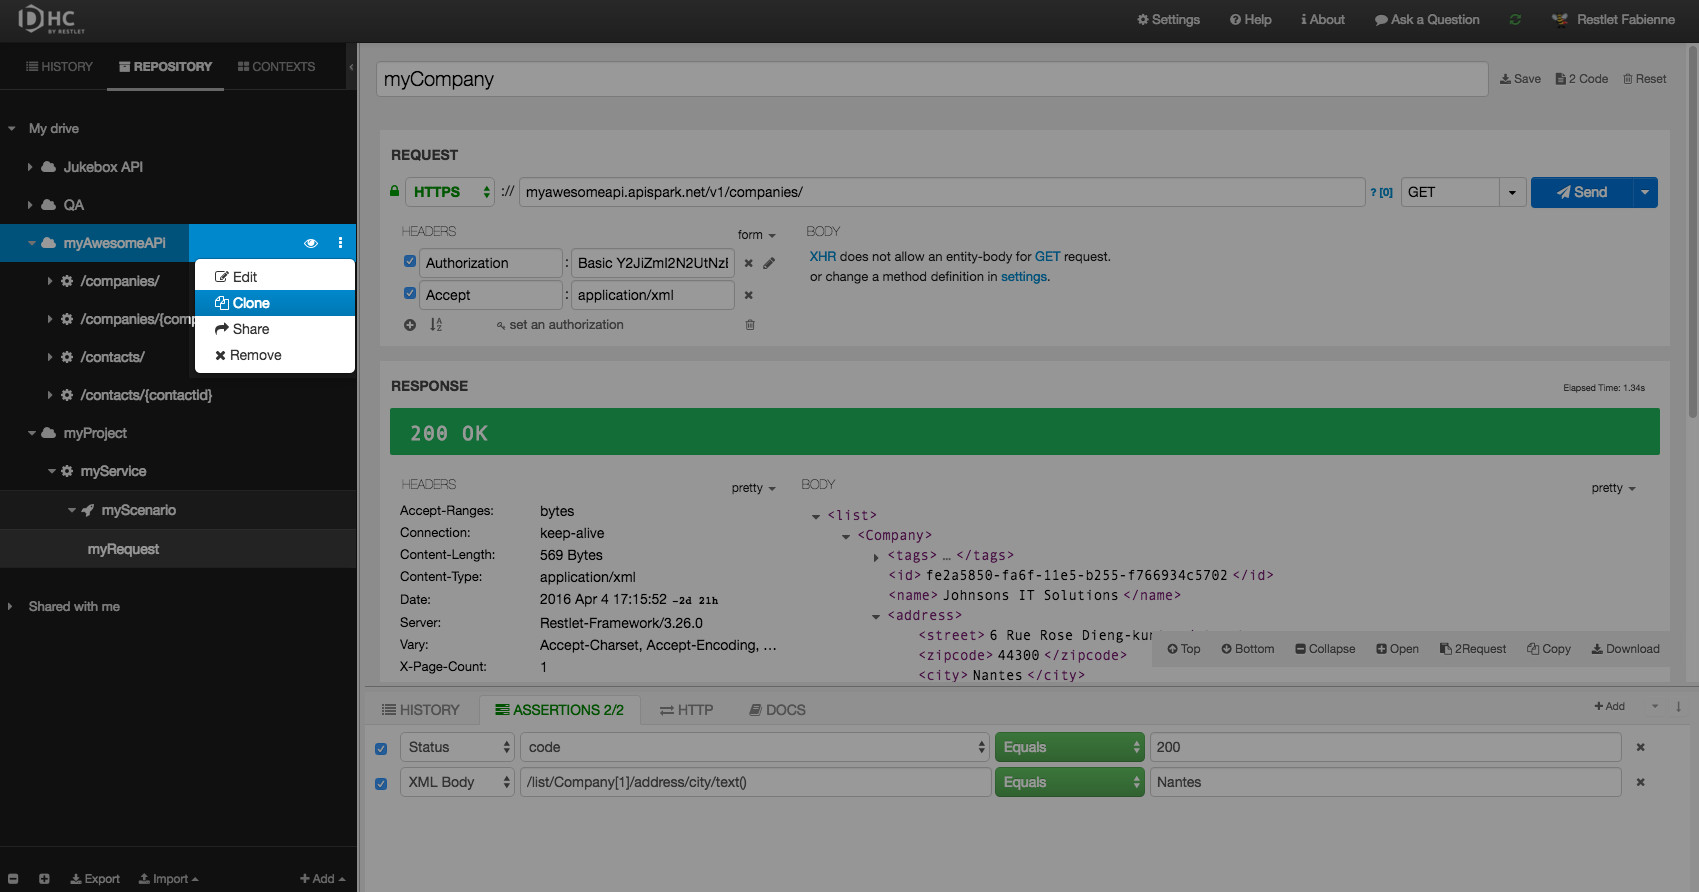 DHC
BY RESTLET
Settings Help About Ask a Question Restlet Fabienne
HISTORY REPOSITORY CONTEXTS
My drive
Jukebox API
QA
myAwesomeAPI
Edit
Clone
Share
Remove
/companies/
/companies/{comp
/contacts/
/contacts/{contactid}
myProject
myService
myScenario
myRequest
Shared with me
Export Import Add
myCompany
Save 2 Code Reset
REQUEST
HTTPS :// myawesomeapi.apispark.net/v1/companies/ ? [0] GET Send
HEADERS form
Authorization : Basic Y2JiZmI2N2UtNzE
Accept : application/xml
set an authorization
BODY
XHR does not allow an entity-body for GET request.
or change a method definition in settings.
RESPONSE
Elapsed Time: 1.34s
200 OK
HEADERS pretty
Accept-Ranges: bytes
Connection: keep-alive
Content-Length: 569 Bytes
Content-Type: application/xml
Date: 2016 Apr 4 17:15:52 -2d 21h
Server: Restlet-Framework/3.26.0
Vary: Accept-Charset, Accept-Encoding, ...
X-Page-Count: 1
BODY pretty
<list>
<Company>
<tags> … </tags>
<id> fe2a5850-fa6f-11e5-b255-f766934c5702 </id>
<name> Johnsons IT Solutions </name>
<address>
<street> 6 Rue Rose Dieng-kun
<zipcode> 44300 </zipcode>
<city> Nantes </city>
Top Bottom Collapse Open 2Request Copy Download
HISTORY ASSERTIONS 2/2 HTTP DOCS
Add
Status code Equals 200
XML Body /list/Company[1]/address/city/text() Equals Nantes